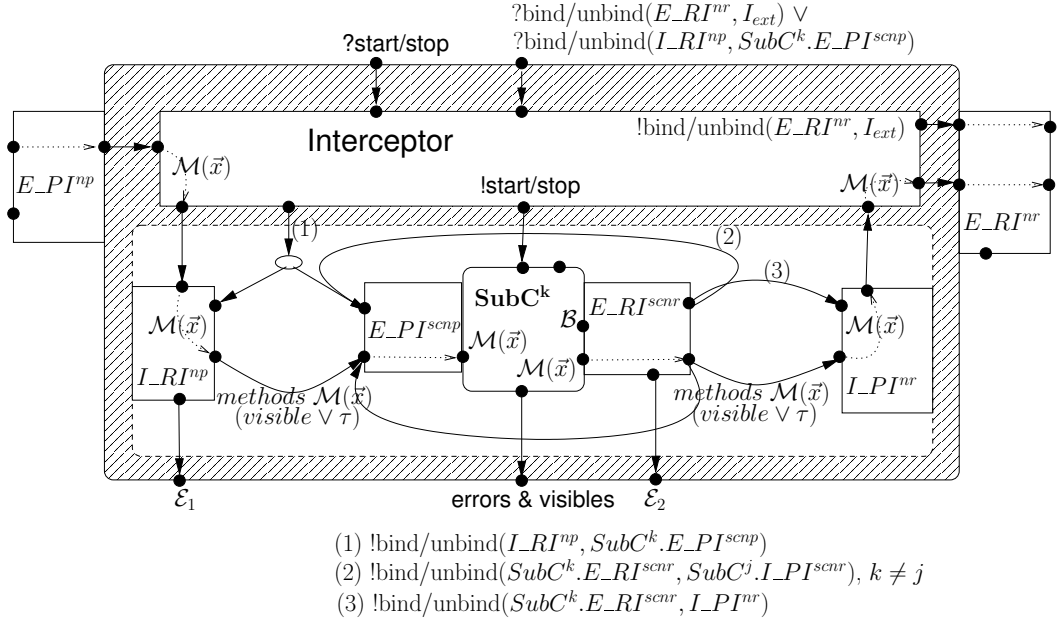 ?bind/unbind(E_RI^{nr}, I_{ext}) ∨
?bind/unbind(I_RI^{np}, SubC^k.E_PI^{scnp})
?start/stop
Interceptor
!bind/unbind(E_RI^{nr}, I_{ext})
M(x⃗)
E_PI^{np}
!start/stop
M(x⃗)
E_RI^{nr}
(1)
(2)
(3)
SubC^k
B
E_PI^{scnp}
E_RI^{scnr}
M(x⃗)
M(x⃗)
M(x⃗)
M(x⃗)
I_RI^{np}
I_PI^{nr}
methods M(x⃗)
(visible ∨ τ)
methods M(x⃗)
(visible ∨ τ)
ℰ_1
errors & visibles
ℰ_2
(1) !bind/unbind(I_RI^{np}, SubC^k.E_PI^{scnp})
(2) !bind/unbind(SubC^k.E_RI^{scnr}, SubC^j.I_PI^{scnr}), k ≠ j
(3) !bind/unbind(SubC^k.E_RI^{scnr}, I_PI^{nr})